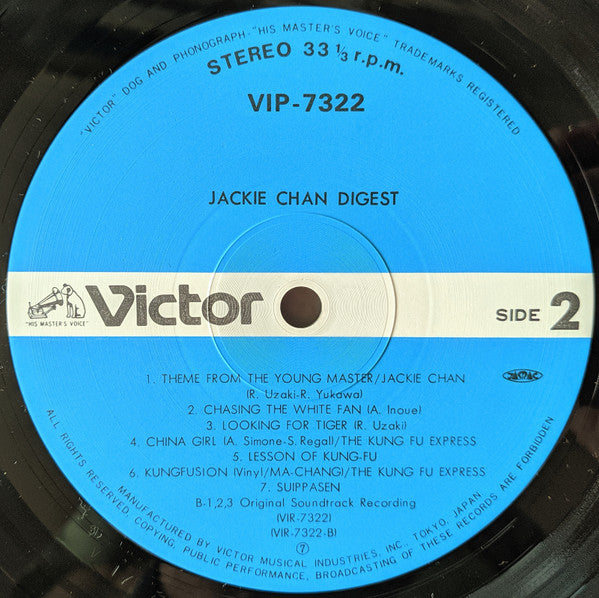 "VICTOR" DOG AND PHONOGRAPH-"HIS MASTER'S VOICE" TRADEMARKS REGISTERED
STEREO 33 ⅓ r.p.m.
VIP-7322
JACKIE CHAN DIGEST
"HIS MASTER'S VOICE"
Victor
SIDE 2
1. THEME FROM THE YOUNG MASTER/JACKIE CHAN
(R. Uzaki-R. Yukawa)
2. CHASING THE WHITE FAN (A. Inoue)
3. LOOKING FOR TIGER (R. Uzaki)
4. CHINA GIRL (A. Simone-S. Regal)/THE KUNG FU EXPRESS
5. LESSON OF KUNG-FU
6. KUNGFUSION (Vinyl/MA-CHANG)/THE KUNG FU EXPRESS
7. SUIPPASEN
B-1,2,3 Original Soundtrack Recording
(VIR-7322)
(VIR-7322-B)
⑦
JASRAC
MANUFACTURED BY VICTOR MUSICAL INDUSTRIES, INC. TOKYO, JAPAN
ALL RIGHTS RESERVED, COPYING, PUBLIC PERFORMANCE, BROADCASTING OF THESE RECORDS ARE FORBIDDEN